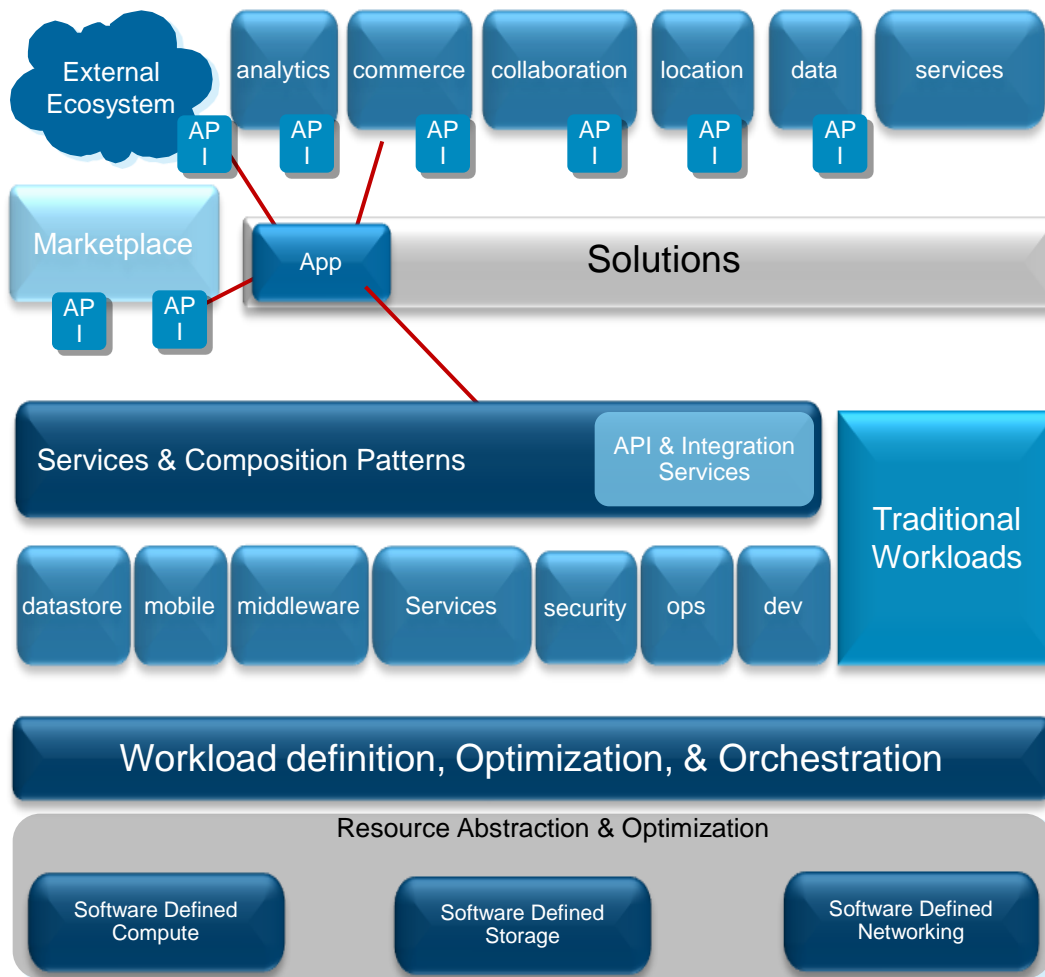 External
Ecosystem
analytics
commerce
collaboration
location
data
services
AP
I
AP
I
AP
I
AP
I
AP
I
AP
I
Marketplace
App
Solutions
AP
I
AP
I
Services & Composition Patterns
API & Integration
Services
Traditional
Workloads
datastore
mobile
middleware
Services
security
ops
dev
Workload definition, Optimization, & Orchestration
Resource Abstraction & Optimization
Software Defined
Compute
Software Defined
Storage
Software Defined
Networking